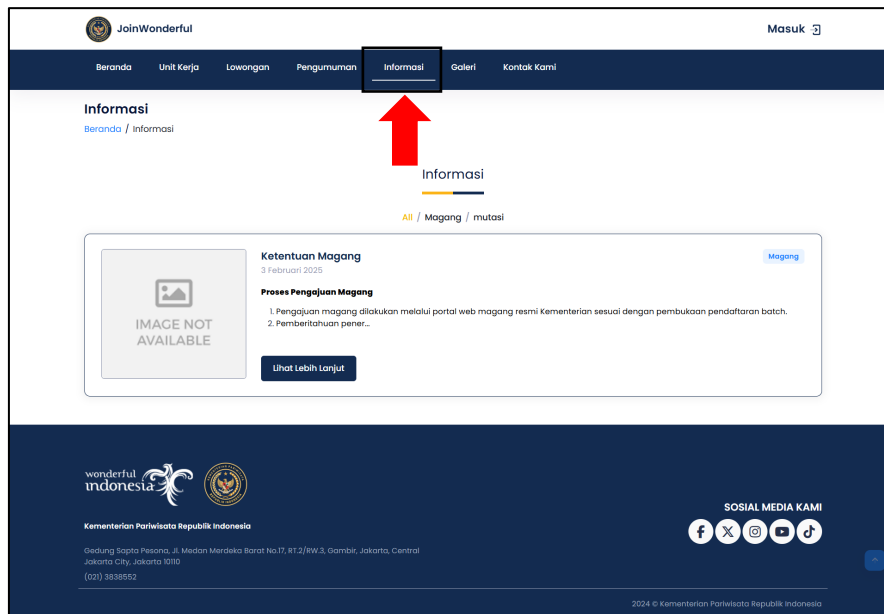 JoinWonderful
Masuk
Beranda Unit Kerja Lowongan Pengumuman Informasi Galeri Kontak Kami
Informasi
Beranda / Informasi
Informasi
All / Magang / mutasi
IMAGE NOT
AVAILABLE
Ketentuan Magang
Magang
3 Februari 2025
Proses Pengajuan Magang
1. Pengajuan magang dilakukan melalui portal web magang resmi Kementerian sesuai dengan pembukaan pendaftaran batch.
2. Pemberitahuan pener...
Lihat Lebih Lanjut
wonderful
indonesia
Kementerian Pariwisata Republik Indonesia
Gedung Sapta Pesona, Jl. Medan Merdeka Barat No.17, RT.2/RW.3, Gambir, Jakarta, Central
Jakarta City, Jakarta 10110
(021) 3838552
SOSIAL MEDIA KAMI
2024 © Kementerian Pariwisata Republik Indonesia